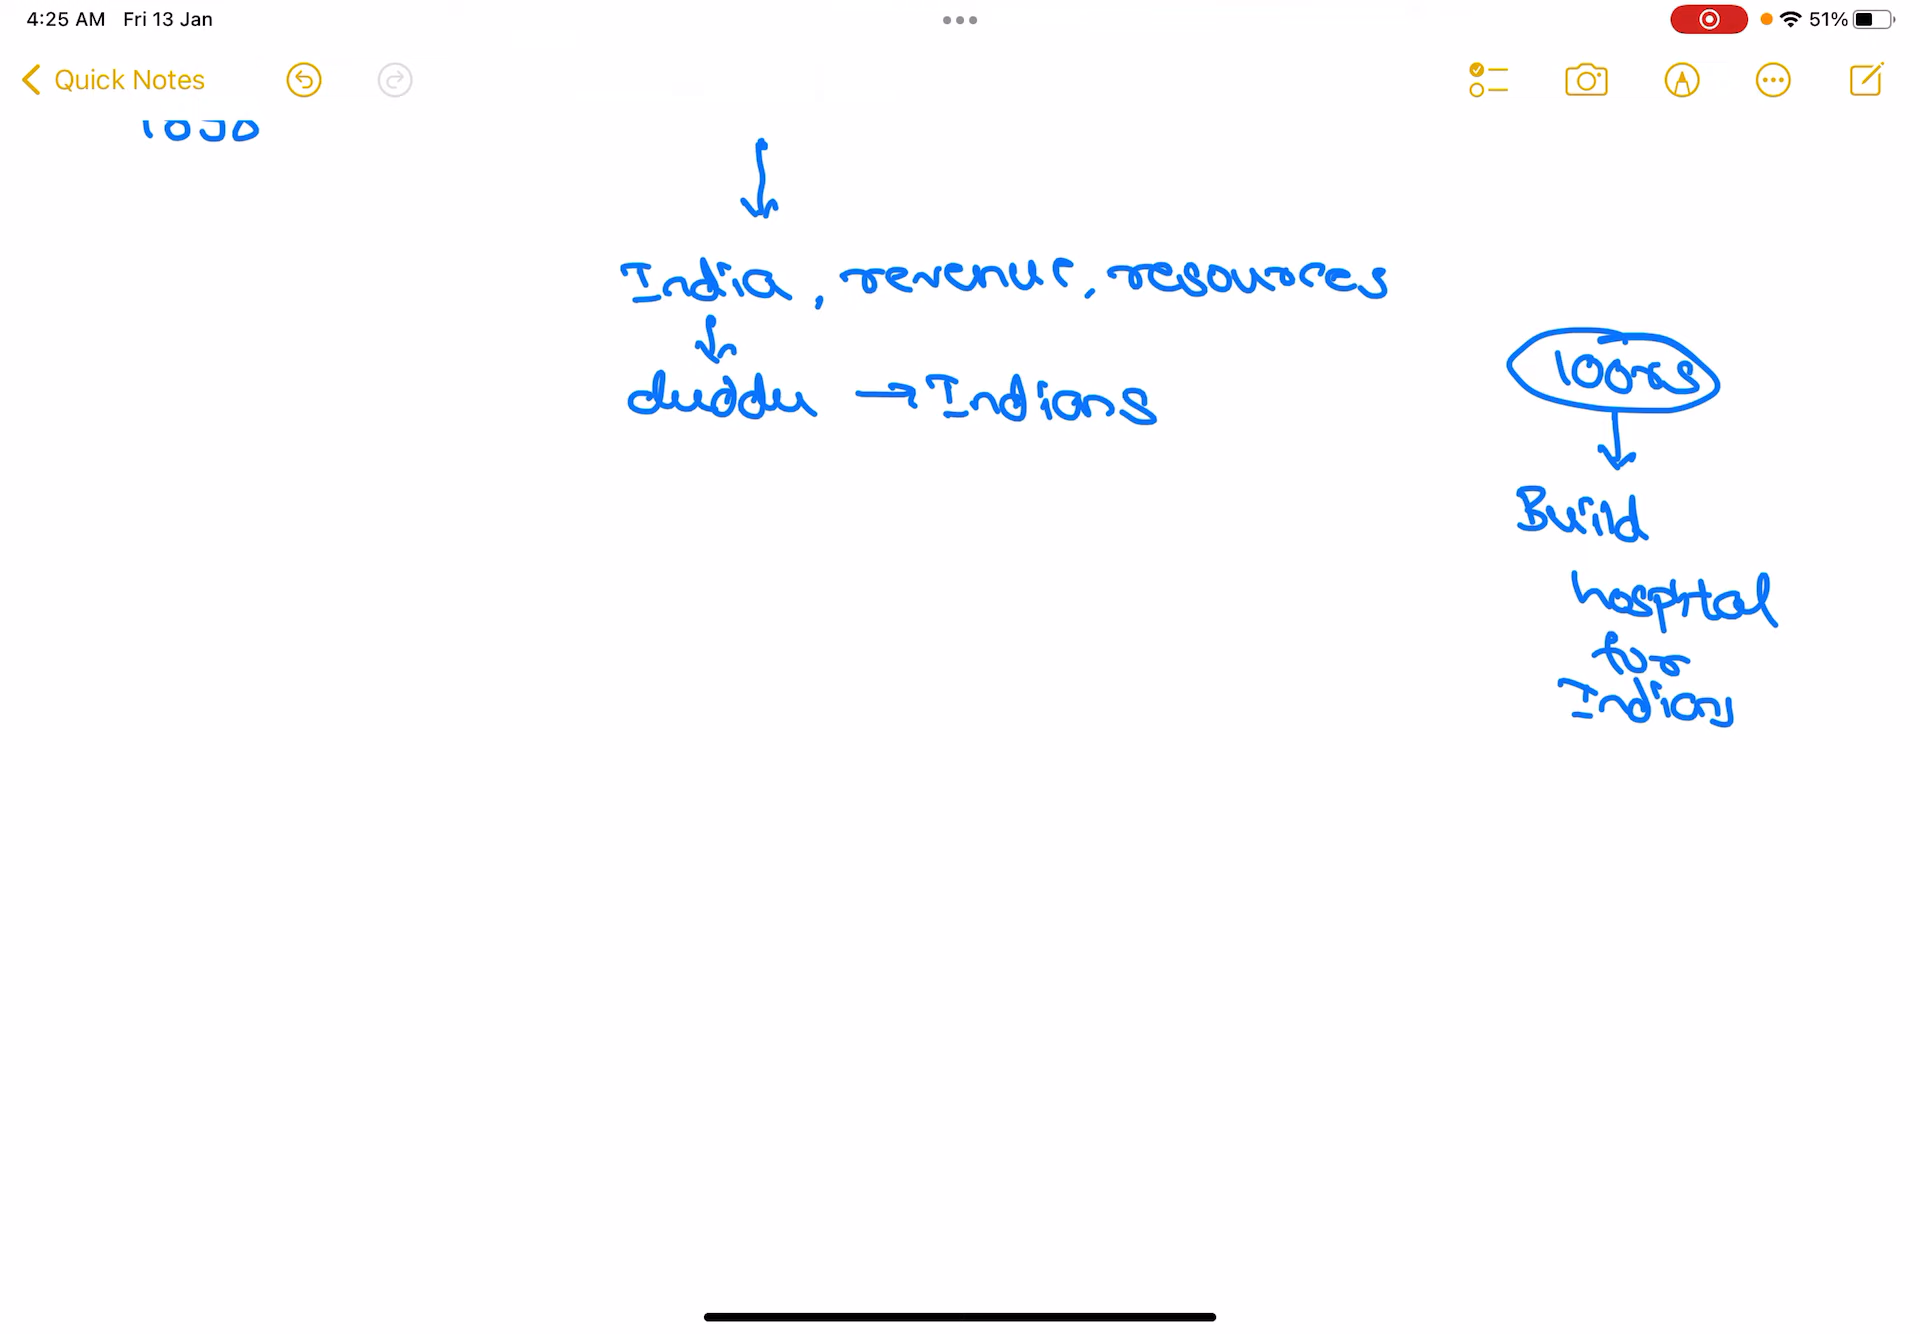 4:25 AM Fri 13 Jan
51%
Quick Notes
India, revenue, resources
duddu → Indians
100rs
Build
hospital
for
Indians